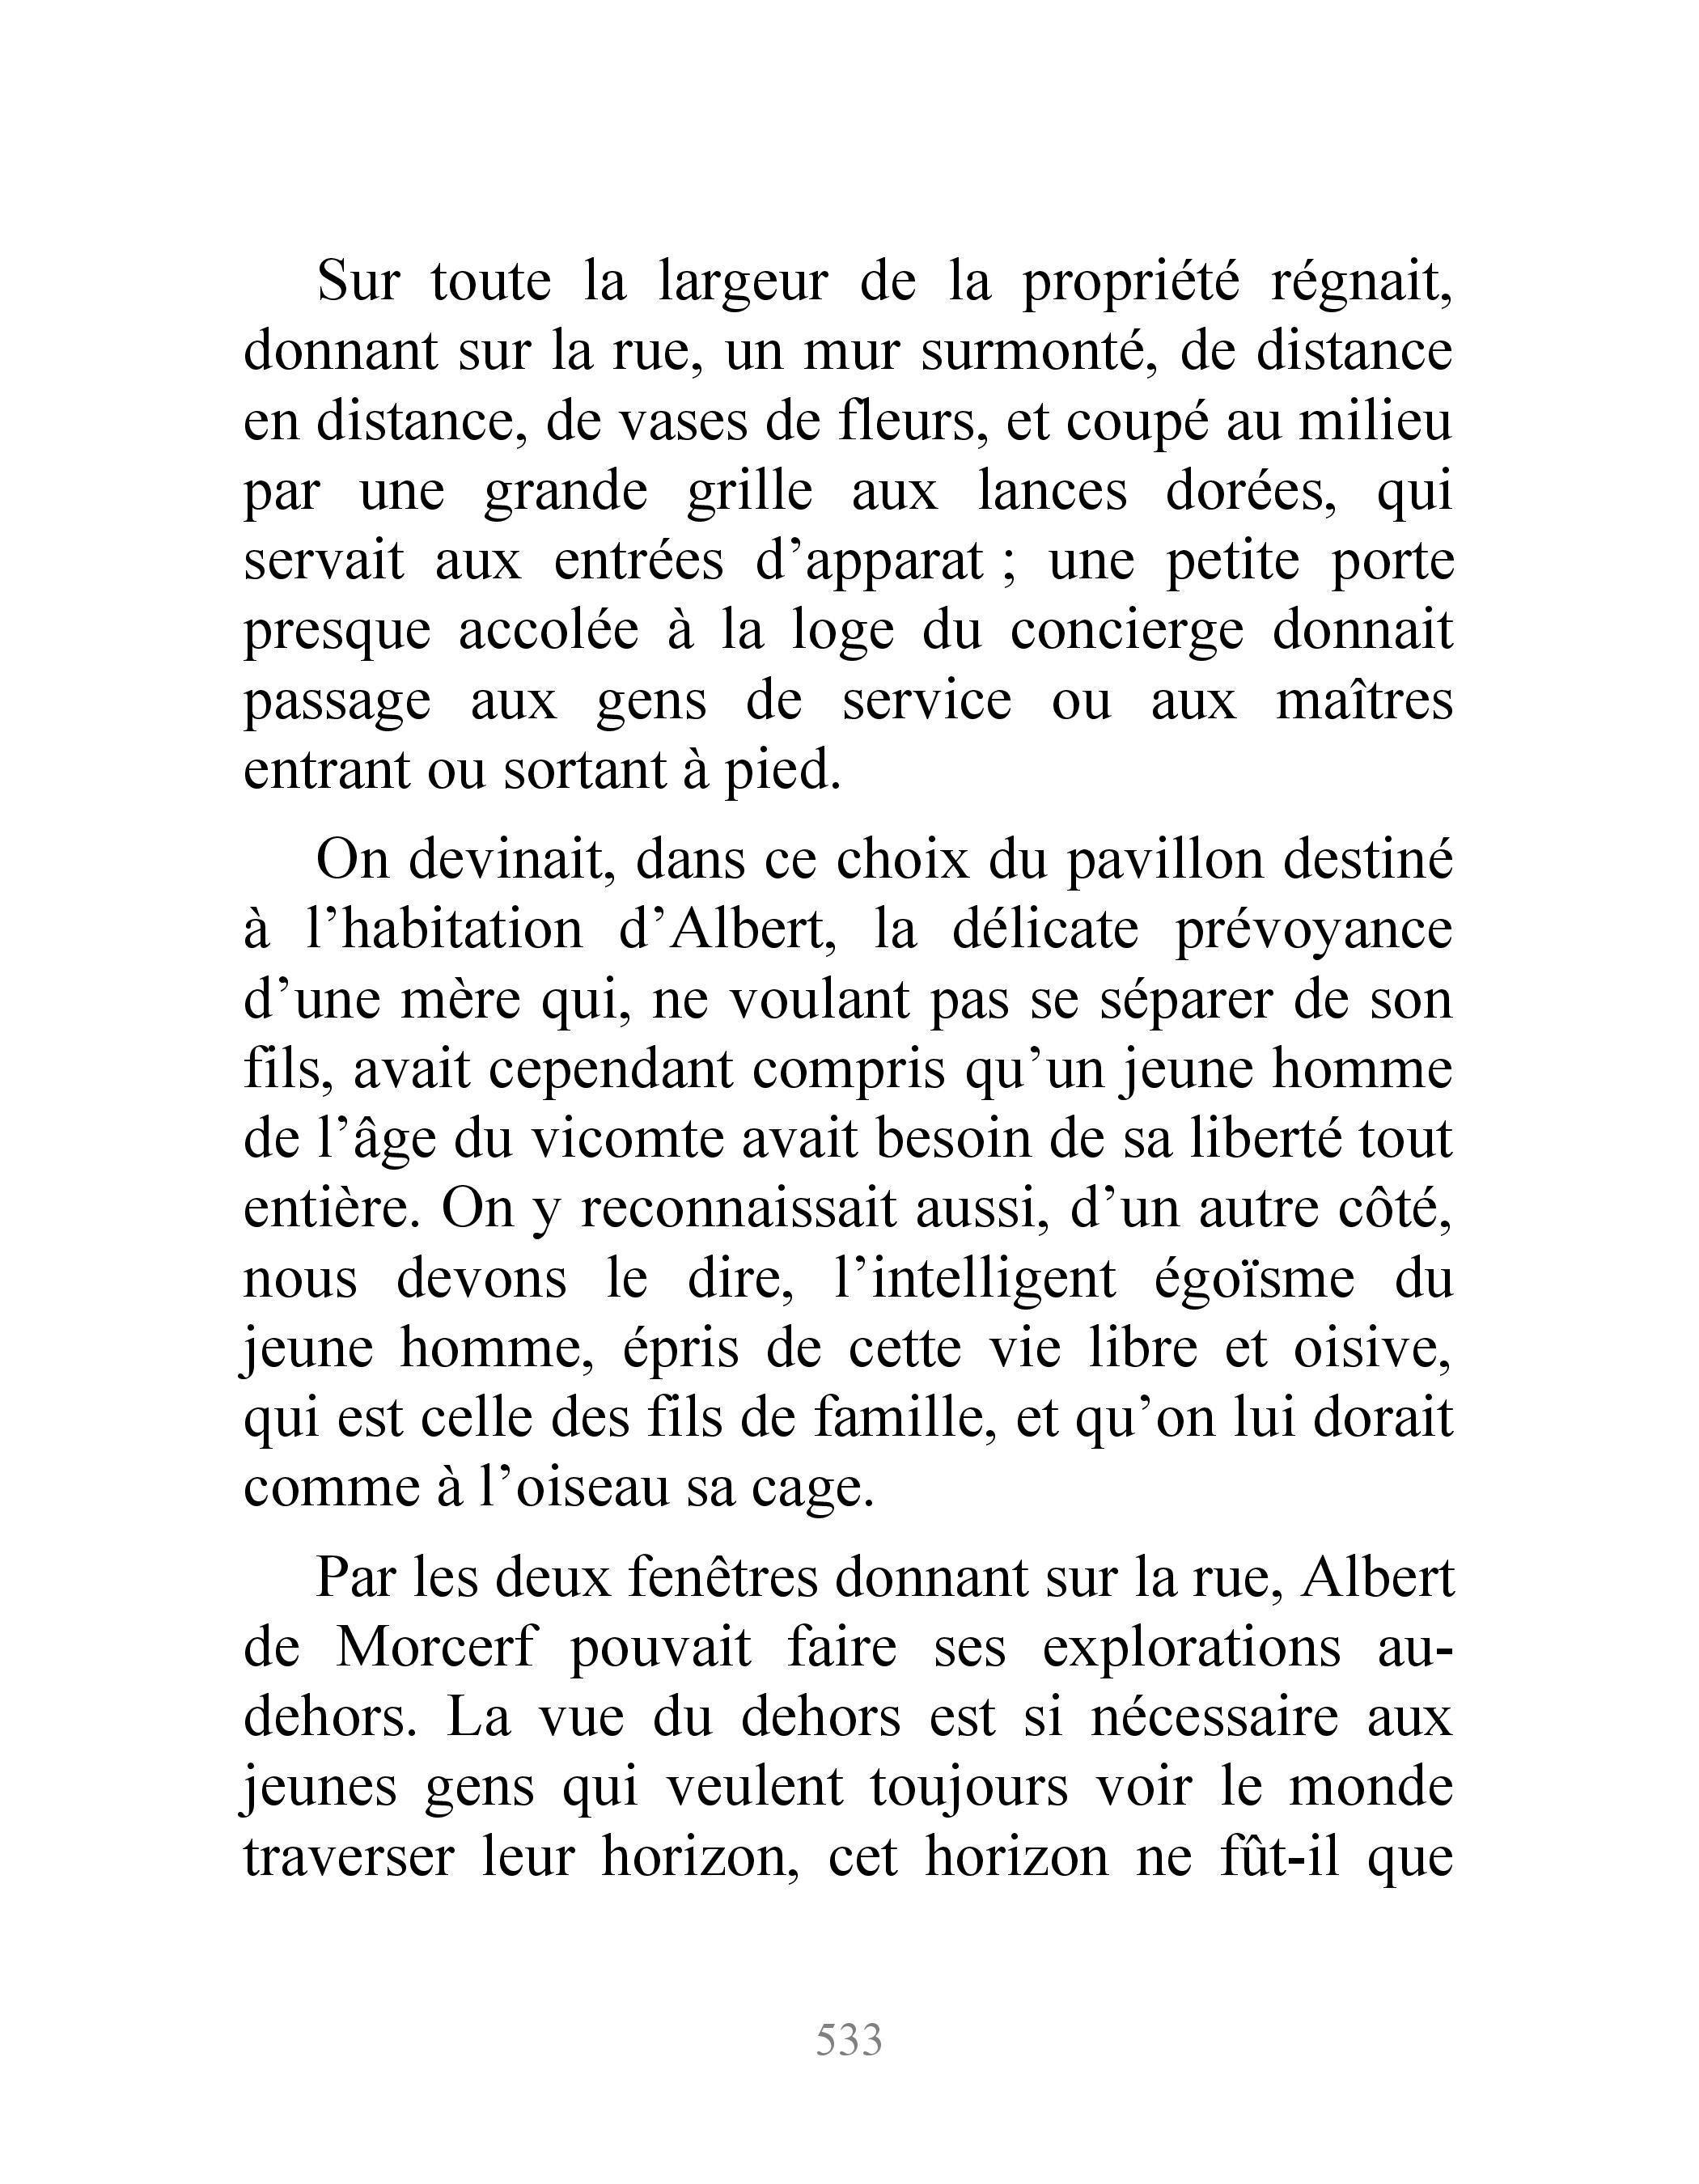 Sur toute la largeur de la propriété régnait,
donnant sur la rue, un mur surmonté, de distance
en distance, de vases de fleurs, et coupé au milieu
par une grande grille aux lances dorées, qui
servait aux entrées d’apparat ; une petite porte
presque accolée à la loge du concierge donnait
passage aux gens de service ou aux maîtres
entrant ou sortant à pied.
On devinait, dans ce choix du pavillon destiné
à l’habitation d’Albert, la délicate prévoyance
d’une mère qui, ne voulant pas se séparer de son
fils, avait cependant compris qu’un jeune homme
de l’âge du vicomte avait besoin de sa liberté tout
entière. On y reconnaissait aussi, d’un autre côté,
nous devons le dire, l’intelligent égoïsme du
jeune homme, épris de cette vie libre et oisive,
qui est celle des fils de famille, et qu’on lui dorait
comme à l’oiseau sa cage.
Par les deux fenêtres donnant sur la rue, Albert
de Morcerf pouvait faire ses explorations au-
dehors. La vue du dehors est si nécessaire aux
jeunes gens qui veulent toujours voir le monde
traverser leur horizon, cet horizon ne fût-il que
533